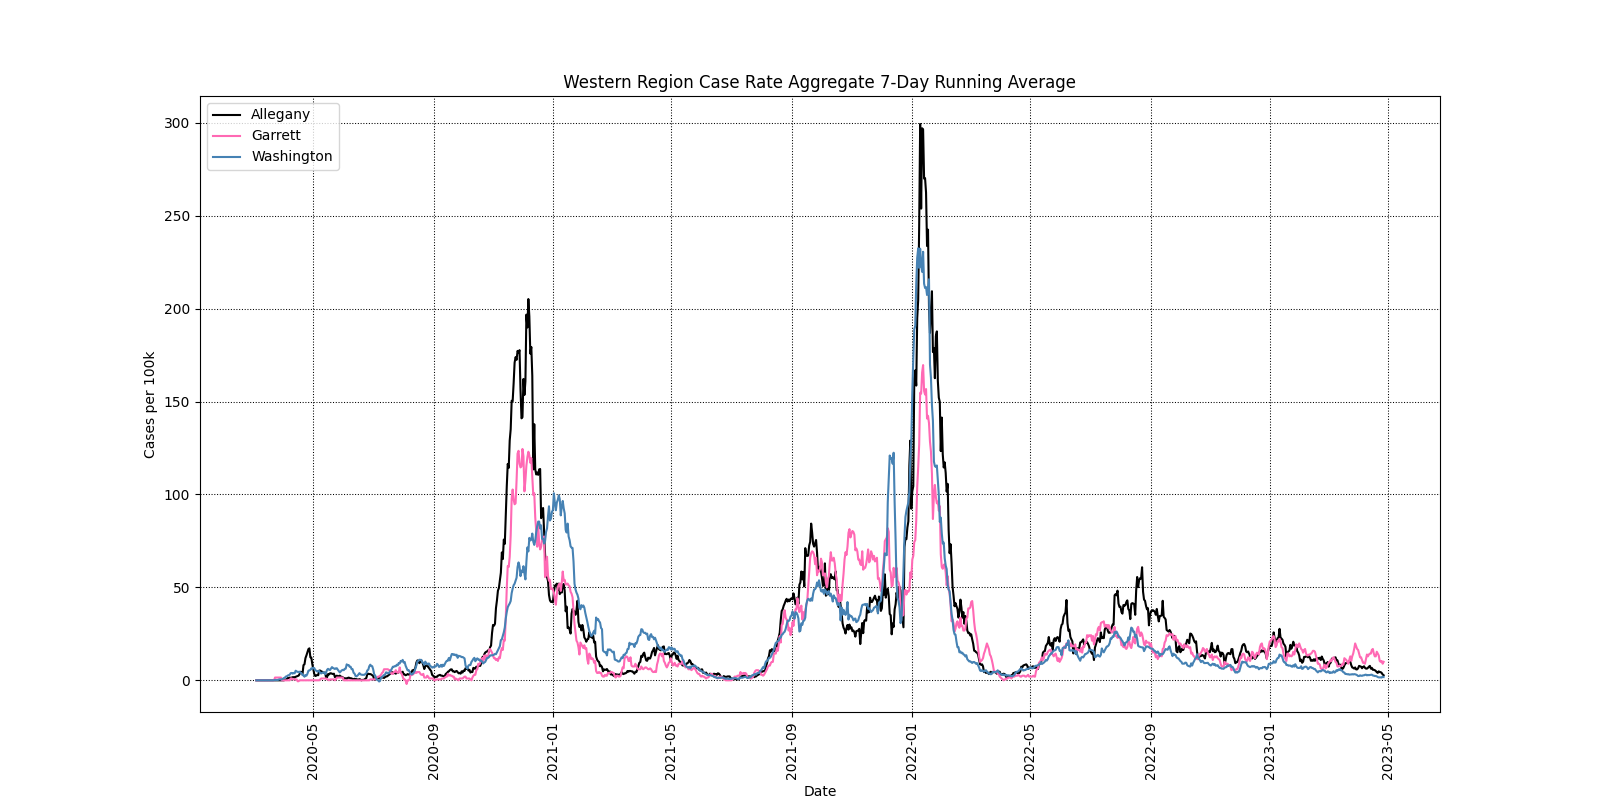 Western Region Case Rate Aggregate 7-Day Running Average
Allegany
Garrett
Washington
300
250
200
150
100
50
0
Cases per 100k
2020-05
2020-09
2021-01
2021-05
2021-09
2022-01
2022-05
2022-09
2023-01
2023-05
Date